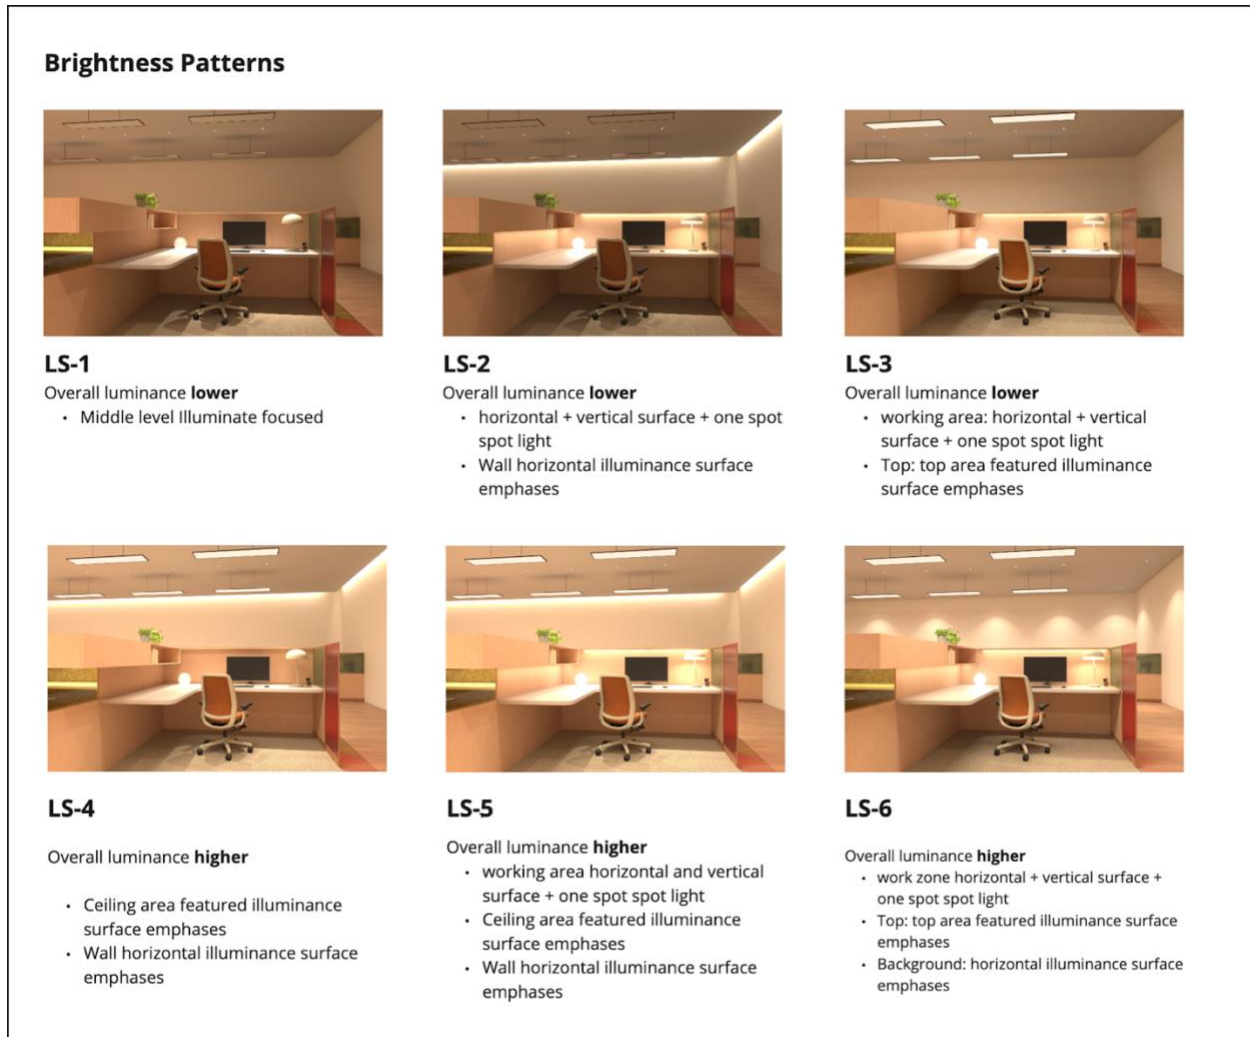 Brightness Patterns
LS-1
Overall luminance lower
• Middle level Illuminate focused
LS-2
Overall luminance lower
• horizontal + vertical surface + one spot
spot light
• Wall horizontal illuminance surface
emphases
LS-3
Overall luminance lower
• working area: horizontal + vertical
surface + one spot spot light
• Top: top area featured illuminance
surface emphases
LS-4
Overall luminance higher
• Ceiling area featured illuminance
surface emphases
• Wall horizontal illuminance surface
emphases
LS-5
Overall luminance higher
• working area horizontal and vertical
surface + one spot spot light
• Ceiling area featured illuminance
surface emphases
• Wall horizontal illuminance surface
emphases
LS-6
Overall luminance higher
• work zone horizontal + vertical surface +
one spot spot light
• Top: top area featured illuminance surface
emphases
• Background: horizontal illuminance surface
emphases